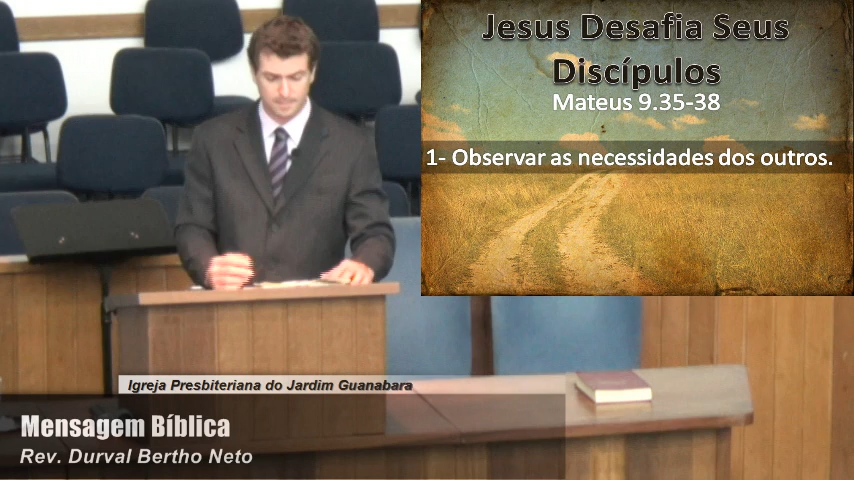 Jesus Desafia Seus
Discípulos
Mateus 9.35-38
1- Observar as necessidades dos outros.
Igreja Presbiteriana do Jardim Guanabara
Mensagem Bíblica
Rev. Durval Bertho Neto